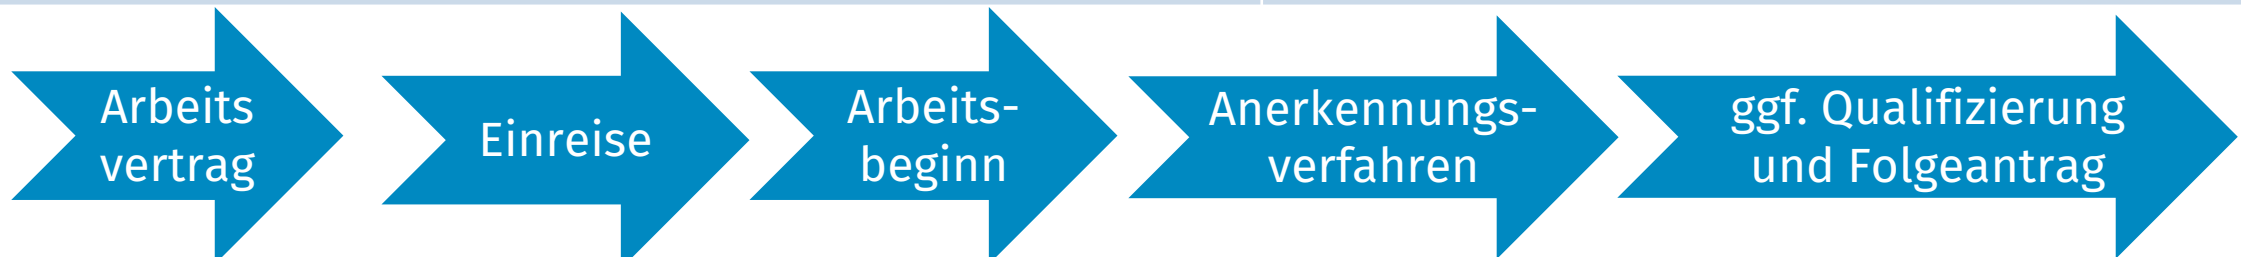 Arbeits
vertrag
Einreise
Arbeits-
beginn
Anerkennungs-
verfahren
ggf. Qualifizierung
und Folgeantrag